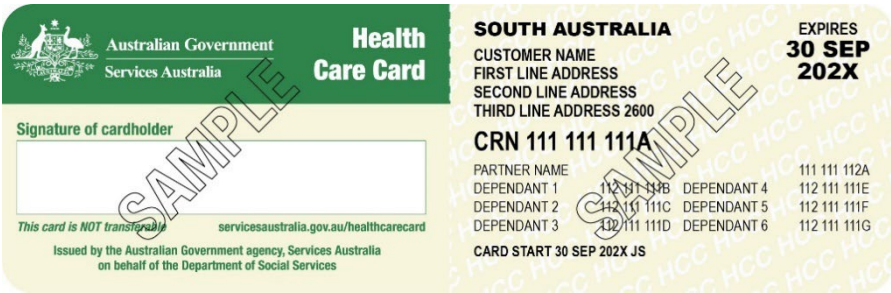 Australian Government
Services Australia
Health
Care Card
Signature of cardholder
This card is NOT transferable
servicesaustralia.gov.au/healthcarecard
Issued by the Australian Government agency, Services Australia
on behalf of the Department of Social Services
SAMPLE
SOUTH AUSTRALIA
EXPIRES
30 SEP
202X
CUSTOMER NAME
FIRST LINE ADDRESS
SECOND LINE ADDRESS
THIRD LINE ADDRESS 2600
CRN 111 111 111A
PARTNER NAME 111 111 112A
DEPENDANT 1 112 111 111B DEPENDANT 4 112 111 111E
DEPENDANT 2 112 111 111C DEPENDANT 5 112 111 111F
DEPENDANT 3 112 111 111D DEPENDANT 6 112 111 111G
CARD START 30 SEP 202X JS
SAMPLE
HCC HCC HCC HCC